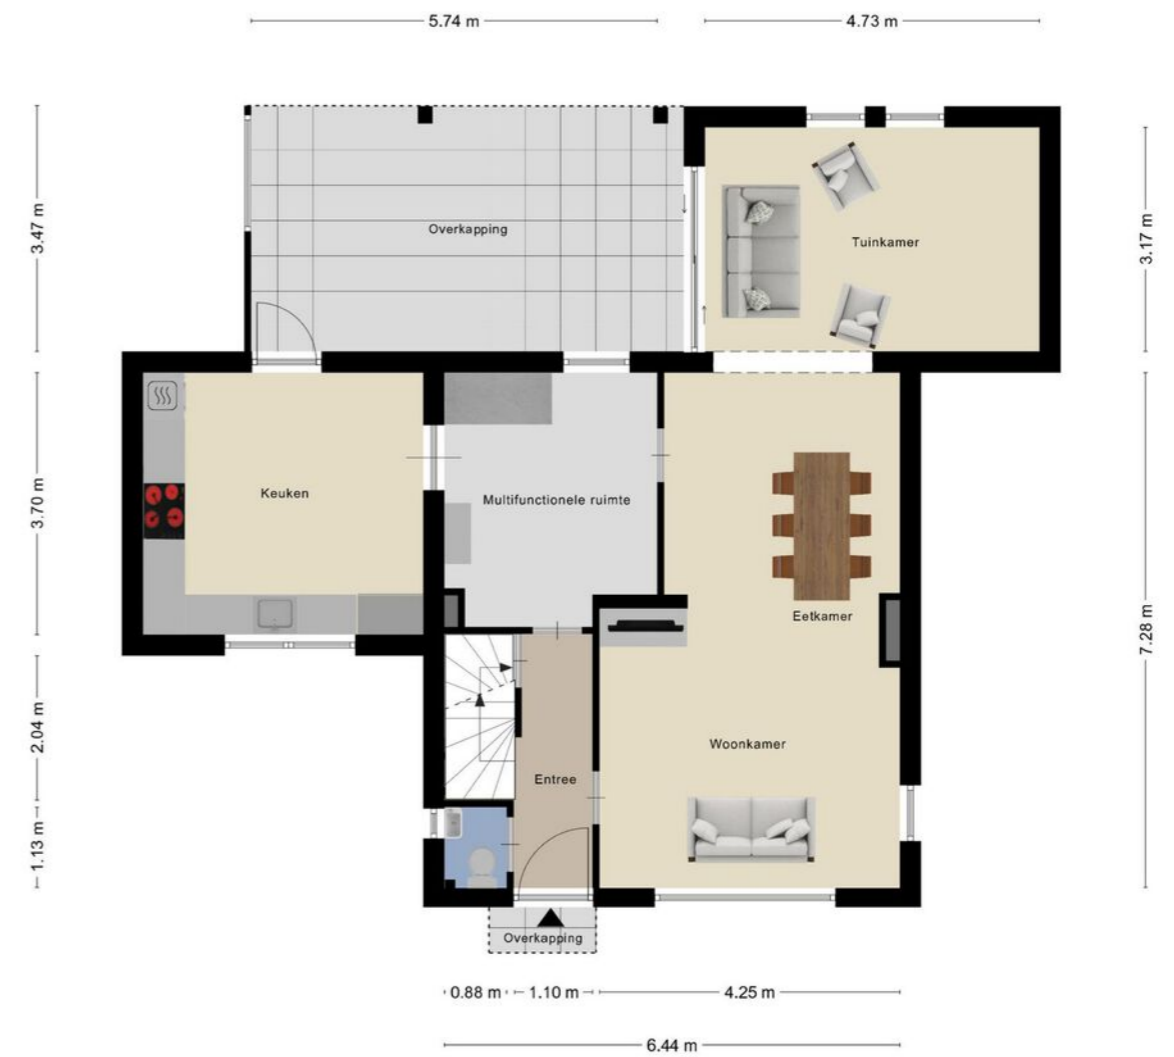 5.74 m
4.73 m
3.47 m
Overkapping
Tuinkamer
3.17 m
3.70 m
Keuken
Multifunctionele ruimte
Eetkamer
7.28 m
2.04 m
Woonkamer
Entree
1.13 m
Overkapping
0.88 m
1.10 m
4.25 m
6.44 m